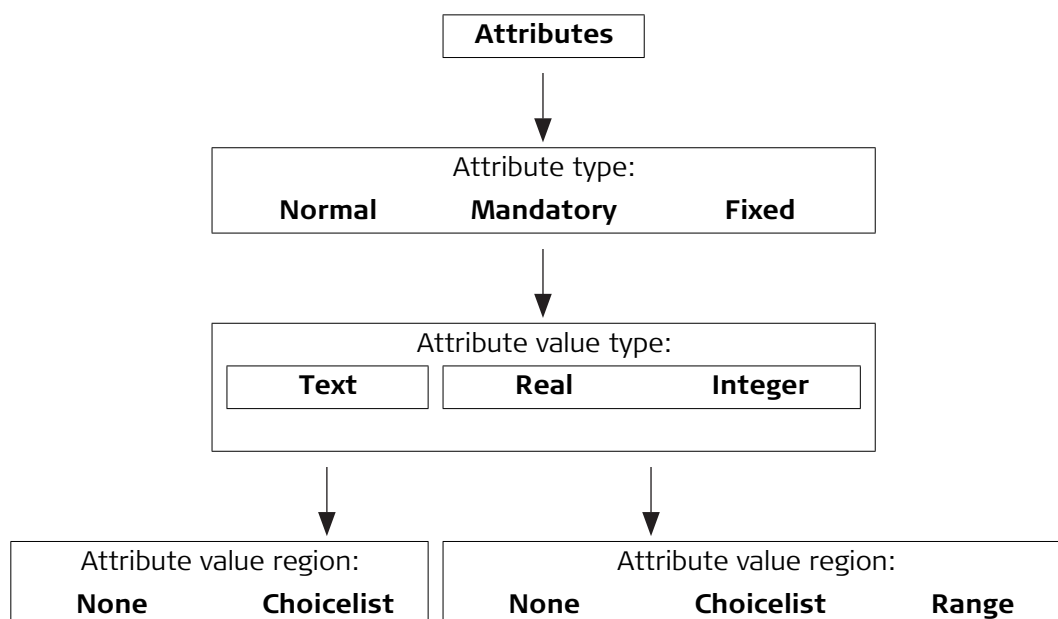 Attributes
Attribute type:
Normal Mandatory Fixed
Attribute value type:
Text Real Integer
Attribute value region: Attribute value region:
None Choicelist None Choicelist Range